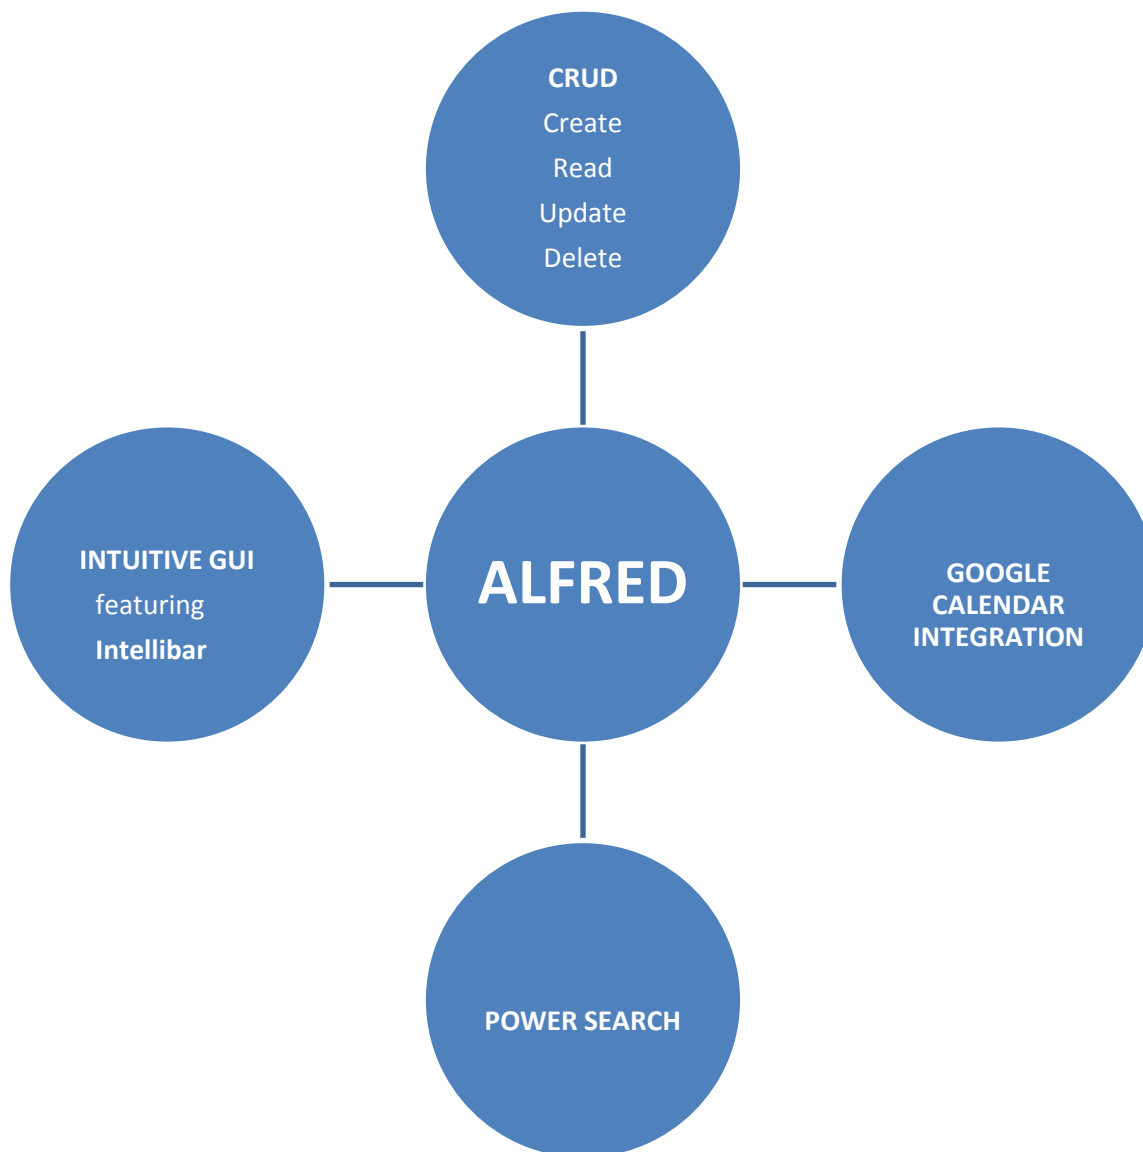 CRUD
Create
Read
Update
Delete
INTUITIVE GUI
featuring
Intellibar
ALFRED
GOOGLE
CALENDAR
INTEGRATION
POWER SEARCH